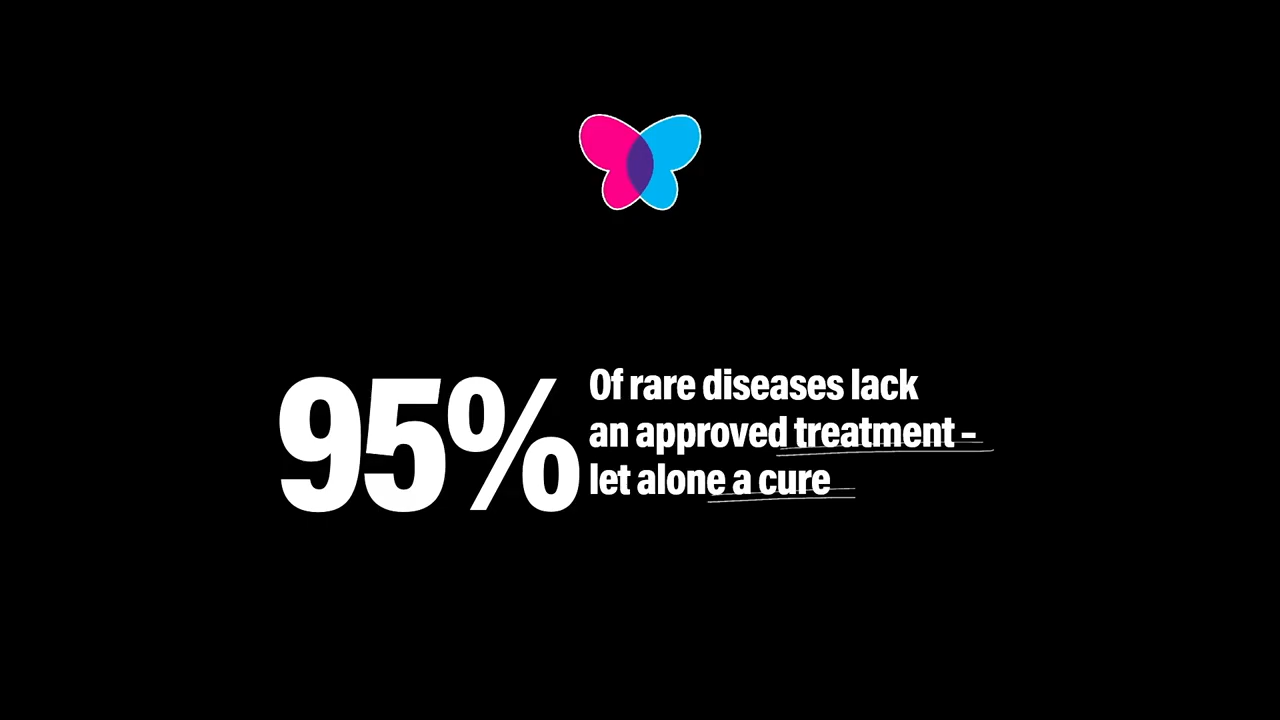 95%
Of rare diseases lack
an approved treatment –
let alone a cure